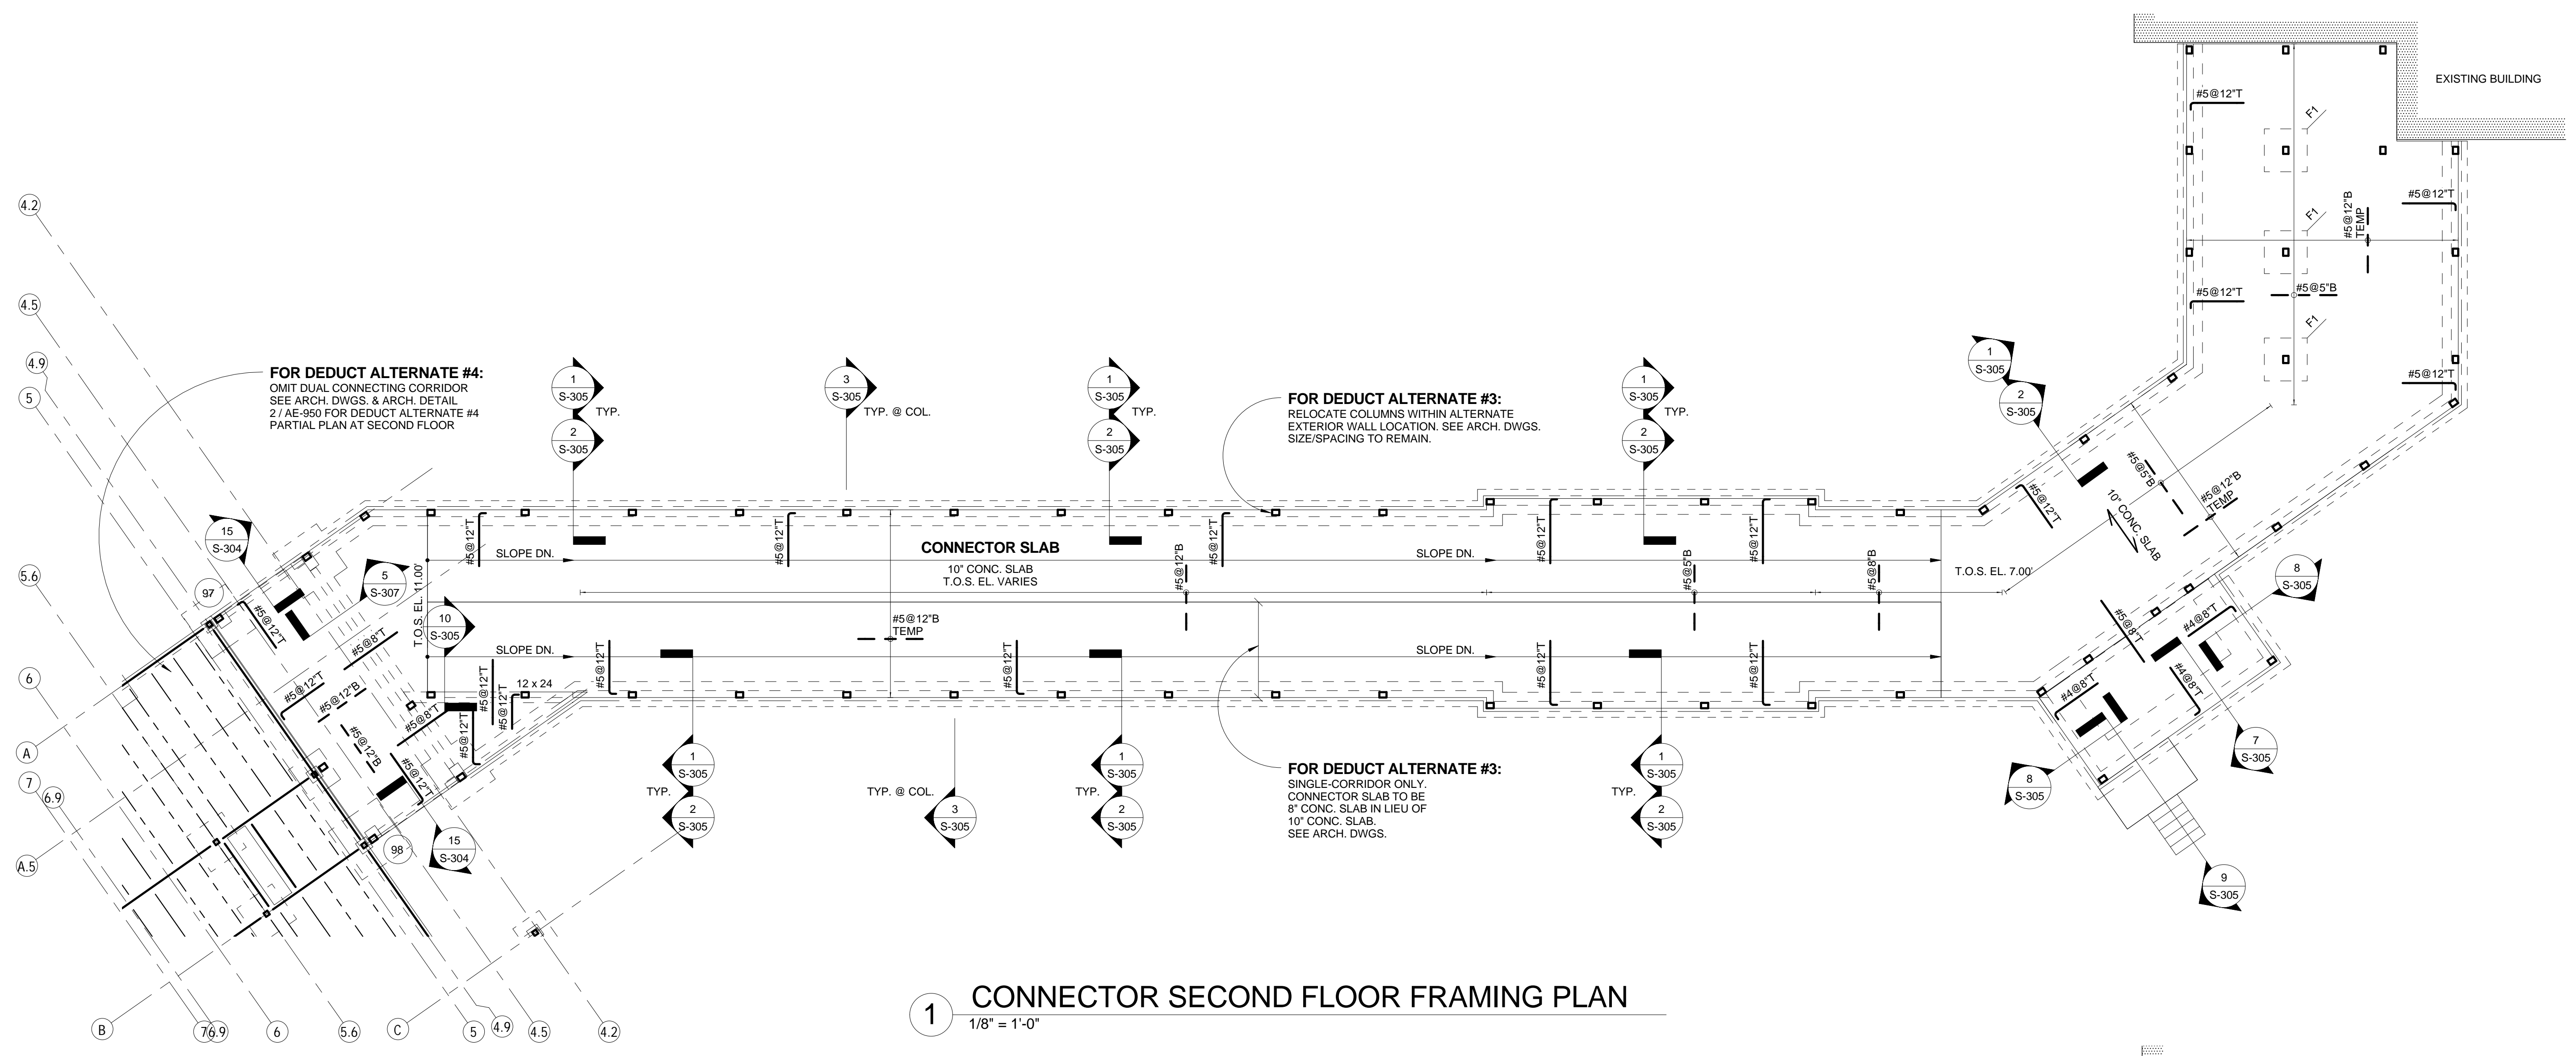 EXISTING BUILDING
#5@12"T
F1
#5@12"T
#5@12"B
TEMP
F1
#5@12"T
#5@5"B
F1
#5@12"T
4.2
4.5
4.9
5
5.6
6
A
7
6.9
A.5
B
7
6.9
6
5.6
C
5
4.9
4.5
4.2
FOR DEDUCT ALTERNATE #4:
OMIT DUAL CONNECTING CORRIDOR
SEE ARCH. DWGS. & ARCH. DETAIL
2 / AE-950 FOR DEDUCT ALTERNATE #4
PARTIAL PLAN AT SECOND FLOOR
1
S-305
TYP.
2
S-305
3
S-305
TYP. @ COL.
1
S-305
TYP.
2
S-305
FOR DEDUCT ALTERNATE #3:
RELOCATE COLUMNS WITHIN ALTERNATE
EXTERIOR WALL LOCATION. SEE ARCH. DWGS.
SIZE/SPACING TO REMAIN.
1
S-305
TYP.
2
S-305
1
S-305
2
S-305
15
S-304
5
S-307
97
10
S-305
T.O.S. EL. 11.00'
#5@12"T
#5@12"T
#5@12"T
#5@12"T
#5@12"T
SLOPE DN.
SLOPE DN.
CONNECTOR SLAB
10" CONC. SLAB
T.O.S. EL. VARIES
#5@12"B
#5@5"B
#5@8"B
T.O.S. EL. 7.00'
#5@12"B
TEMP
SLOPE DN.
SLOPE DN.
#5@12"T
#5@8"T
#5@12"T
#5@12"B
#5@12"B
#5@8"T
#5@12"T
#5@12"T
#5@12"T
#5@12"T
12 x 24
#5@12"T
#5@12"T
#5@12"T
#5@12"T
98
15
S-304
#5@12"T
#5@5"B
10" CONC. SLAB
#5@12"B
TEMP
#5@8"T
#4@8"T
#4@8"T
#4@8"T
8
S-305
7
S-305
8
S-305
9
S-305
1
S-305
TYP.
2
S-305
TYP. @ COL.
3
S-305
1
S-305
TYP.
2
S-305
FOR DEDUCT ALTERNATE #3:
SINGLE-CORRIDOR ONLY.
CONNECTOR SLAB TO BE
8" CONC. SLAB IN LIEU OF
10" CONC. SLAB.
SEE ARCH. DWGS.
1
S-305
TYP.
2
S-305
1
CONNECTOR SECOND FLOOR FRAMING PLAN
1/8" = 1'-0"